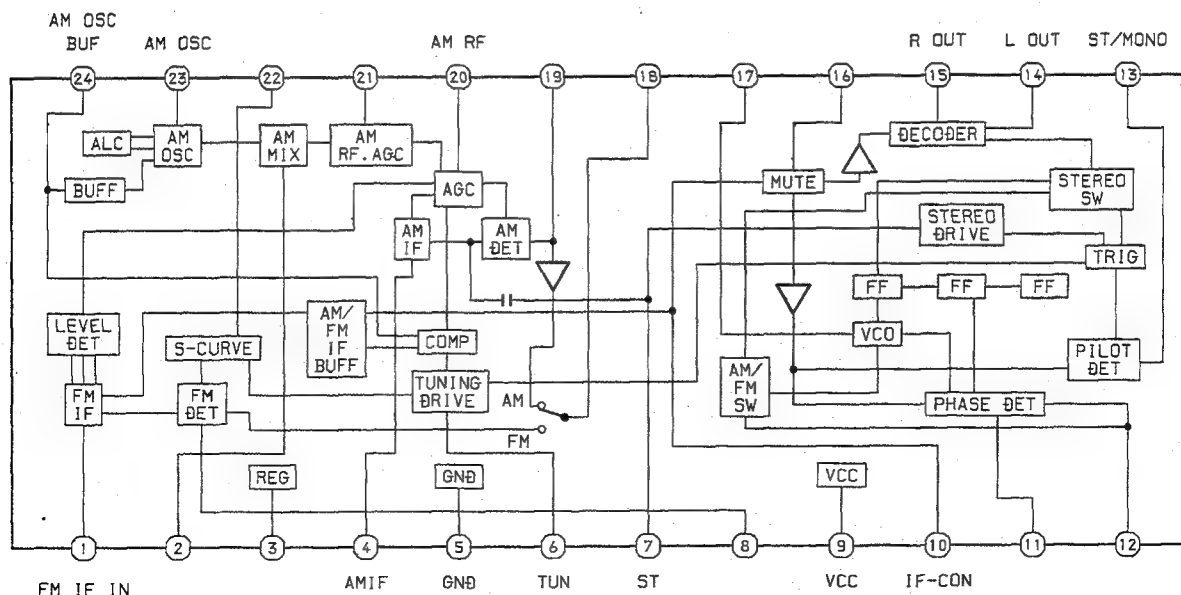 AM OSC
BUF
AM OSC
AM RF
R OUT
L OUT
ST/MONO
24
23
22
21
20
19
18
17
16
15
14
13
ALC
AM
OSC
AM
MIX
AM
RF.AGC
DECODER
BUFF
AGC
MUTE
STEREO
SW
AM
IF
AM
DET
STEREO
DRIVE
TRIG
FF
FF
FF
LEVEL
DET
S-CURVE
AM/
FM
IF
BUFF
COMP
VCO
PILOT
DET
FM
IF
FM
DET
TUNING
DRIVE
AM
FM
AM/
FM
SW
PHASE DET
REG
GND
VCC
1
2
3
4
5
6
7
8
9
10
11
12
FM IF IN
AMIF
GND
TUN
ST
VCC
IF-CON